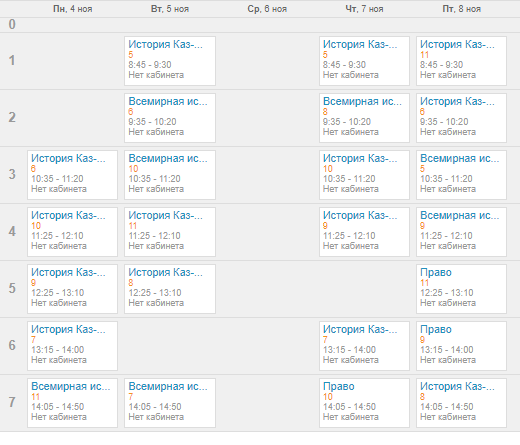 Пн, 4 ноя Вт, 5 ноя Ср, 6 ноя Чт, 7 ноя Пт, 8 ноя
0
1
История Каз-...
5
8:45 - 9:30
Нет кабинета
История Каз-...
5
8:45 - 9:30
Нет кабинета
История Каз-...
11
8:45 - 9:30
Нет кабинета
2
Всемирная ис...
6
9:35 - 10:20
Нет кабинета
Всемирная ис...
8
9:35 - 10:20
Нет кабинета
История Каз-...
6
9:35 - 10:20
Нет кабинета
3
История Каз-...
6
10:35 - 11:20
Нет кабинета
Всемирная ис...
10
10:35 - 11:20
Нет кабинета
История Каз-...
10
10:35 - 11:20
Нет кабинета
Всемирная ис...
5
10:35 - 11:20
Нет кабинета
4
История Каз-...
10
11:25 - 12:10
Нет кабинета
История Каз-...
11
11:25 - 12:10
Нет кабинета
История Каз-...
9
11:25 - 12:10
Нет кабинета
Всемирная ис...
9
11:25 - 12:10
Нет кабинета
5
История Каз-...
9
12:25 - 13:10
Нет кабинета
История Каз-...
8
12:25 - 13:10
Нет кабинета
Право
11
12:25 - 13:10
Нет кабинета
6
История Каз-...
7
13:15 - 14:00
Нет кабинета
История Каз-...
7
13:15 - 14:00
Нет кабинета
Право
9
13:15 - 14:00
Нет кабинета
7
Всемирная ис...
11
14:05 - 14:50
Нет кабинета
Всемирная ис...
7
14:05 - 14:50
Нет кабинета
Право
10
14:05 - 14:50
Нет кабинета
История Каз-...
8
14:05 - 14:50
Нет кабинета